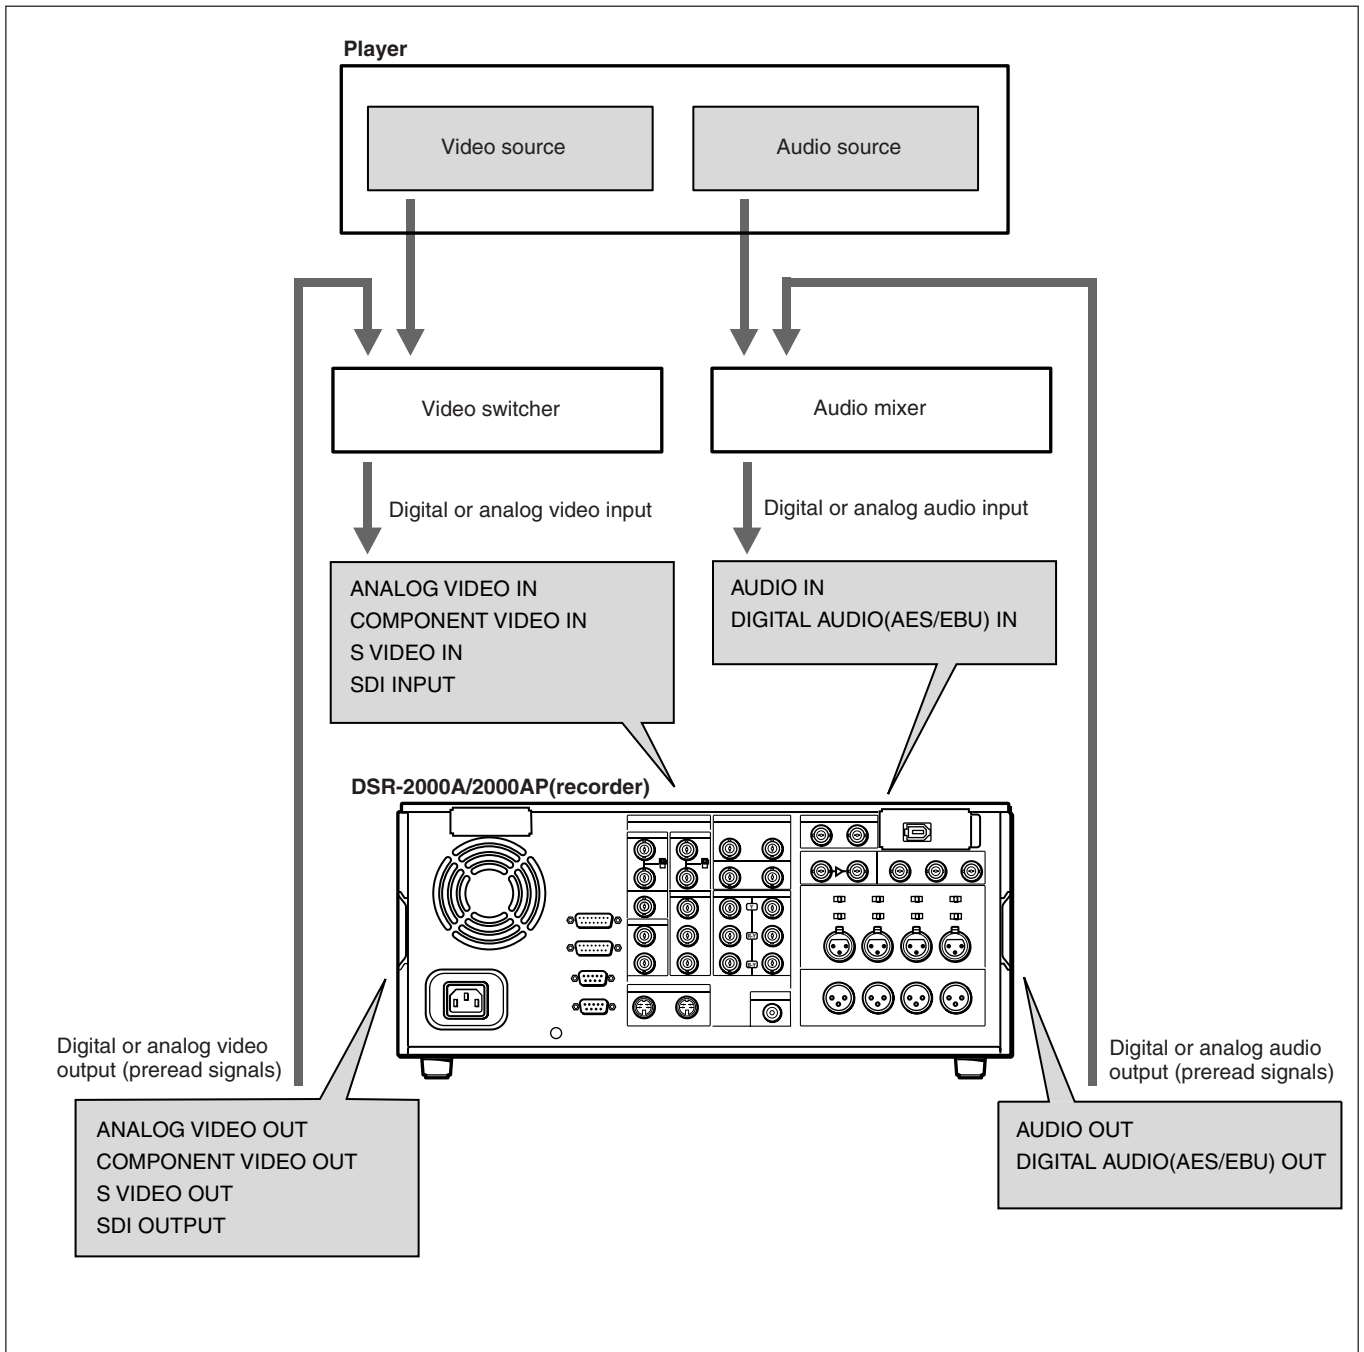 Player
Video source
Audio source
Video switcher
Audio mixer
Digital or analog video input
Digital or analog audio input
ANALOG VIDEO IN
COMPONENT VIDEO IN
S VIDEO IN
SDI INPUT
AUDIO IN
DIGITAL AUDIO(AES/EBU) IN
DSR-2000A/2000AP(recorder)
Digital or analog video
output (preread signals)
Digital or analog audio
output (preread signals)
ANALOG VIDEO OUT
COMPONENT VIDEO OUT
S VIDEO OUT
SDI OUTPUT
AUDIO OUT
DIGITAL AUDIO(AES/EBU) OUT